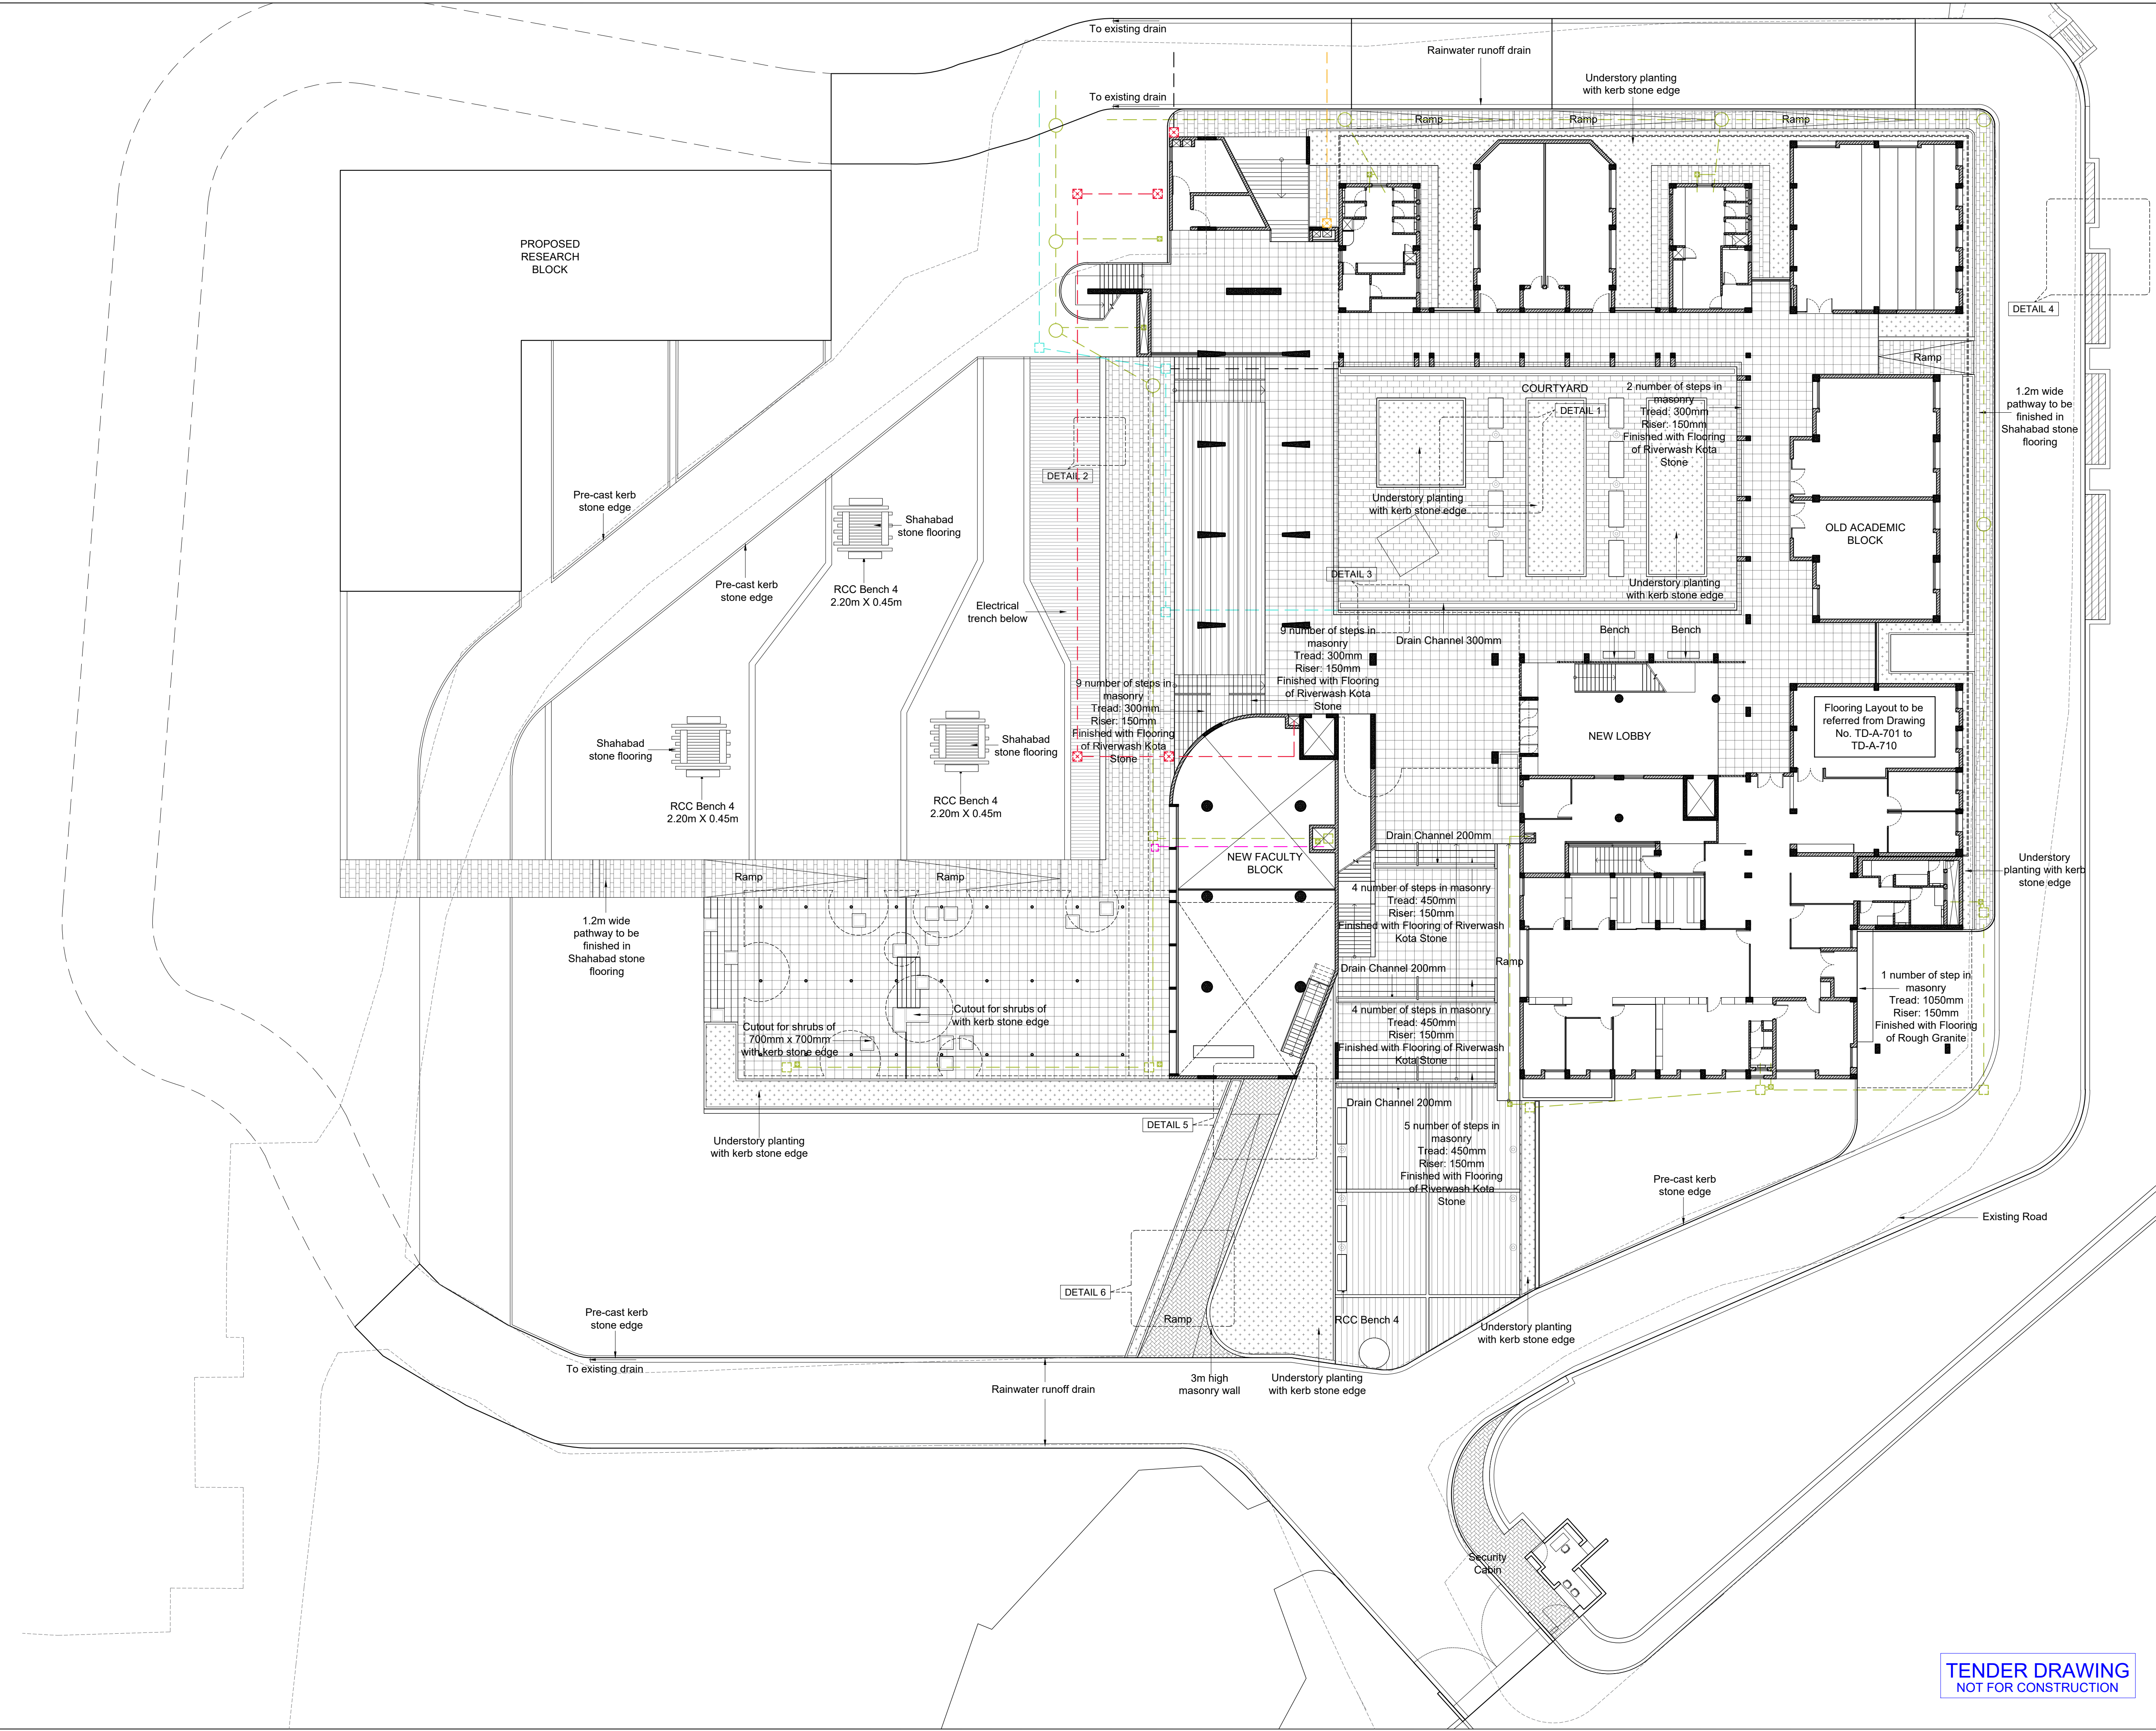 To existing drain
Rainwater runoff drain
Understory planting
with kerb stone edge
To existing drain
Ramp
Ramp
Ramp
PROPOSED
RESEARCH
BLOCK
DETAIL 4
Ramp
COURTYARD
2 number of steps in
masonry
Tread: 300mm
Riser: 150mm
Finished with Flooring
of Riverwash Kota
Stone
DETAIL 1
1.2m wide
pathway to be
finished in
Shahabad stone
flooring
DETAIL 2
Pre-cast kerb
stone edge
Understory planting
with kerb stone edge
Shahabad
stone flooring
OLD ACADEMIC
BLOCK
Pre-cast kerb
stone edge
RCC Bench 4
2.20m X 0.45m
DETAIL 3
Understory planting
with kerb stone edge
Electrical
trench below
9 number of steps in
masonry
Tread: 300mm
Riser: 150mm
Finished with Flooring
of Riverwash Kota
Stone
Drain Channel 300mm
Bench
Bench
9 number of steps in
masonry
Tread: 300mm
Riser: 150mm
Finished with Flooring
of Riverwash Kota
Stone
Flooring Layout to be
referred from Drawing
No. TD-A-701 to
TD-A-710
NEW LOBBY
Shahabad
stone flooring
Shahabad
stone flooring
RCC Bench 4
2.20m X 0.45m
RCC Bench 4
2.20m X 0.45m
Drain Channel 200mm
NEW FACULTY
BLOCK
Understory
planting with kerb
stone edge
Ramp
Ramp
4 number of steps in masonry
Tread: 450mm
Riser: 150mm
Finished with Flooring of Riverwash
Kota Stone
1.2m wide
pathway to be
finished in
Shahabad stone
flooring
Ramp
Drain Channel 200mm
1 number of step in
masonry
Tread: 1050mm
Riser: 150mm
Finished with Flooring
of Rough Granite
Cutout for shrubs of
with kerb stone edge
Cutout for shrubs of
700mm x 700mm
with kerb stone edge
4 number of steps in masonry
Tread: 450mm
Riser: 150mm
Finished with Flooring of Riverwash
Kota Stone
Drain Channel 200mm
DETAIL 5
5 number of steps in
masonry
Tread: 450mm
Riser: 150mm
Finished with Flooring
of Riverwash Kota
Stone
Understory planting
with kerb stone edge
Pre-cast kerb
stone edge
Existing Road
DETAIL 6
Pre-cast kerb
stone edge
Ramp
RCC Bench 4
Understory planting
with kerb stone edge
To existing drain
Rainwater runoff drain
3m high
masonry wall
Understory planting
with kerb stone edge
Security
Cabin
TENDER DRAWING
NOT FOR CONSTRUCTION